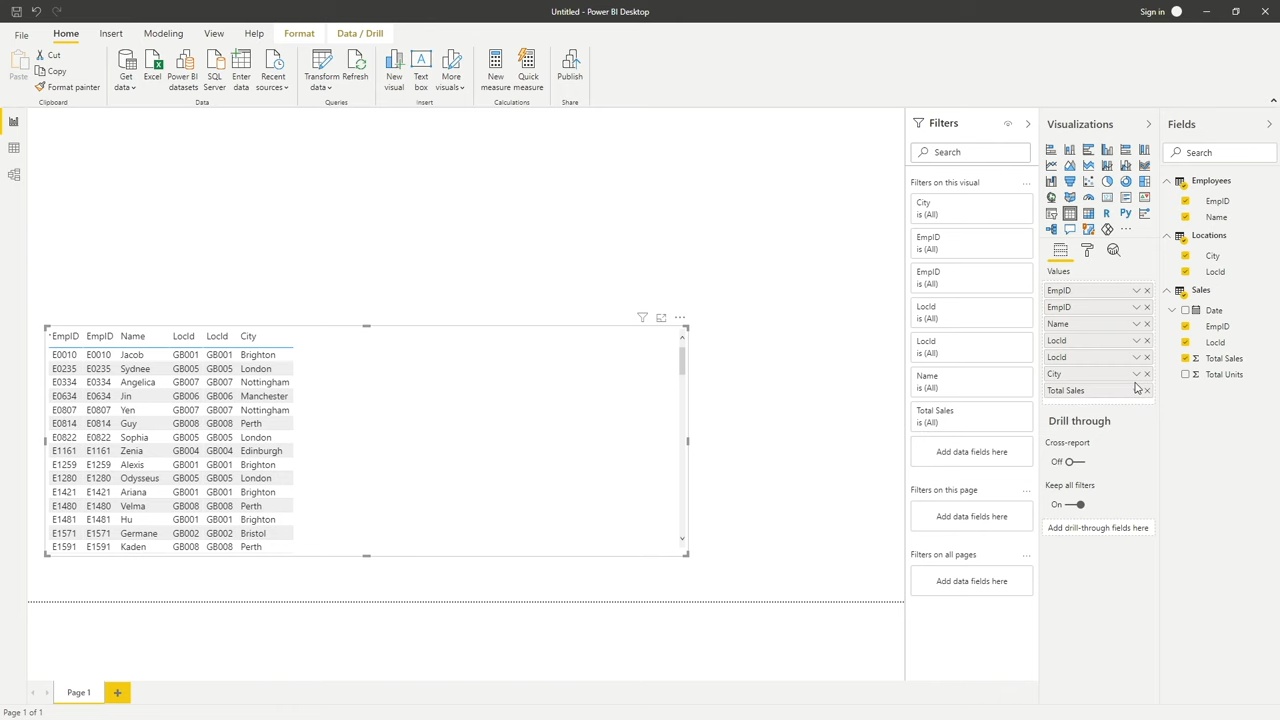 Untitled - Power BI Desktop
Sign in
File
Home
Insert
Modeling
View
Help
Format
Data / Drill
Paste
Cut
Copy
Format painter
Clipboard
Get data
Excel
Power BI datasets
SQL Server
Enter data
Recent sources
Data
Transform data
Refresh
Queries
New visual
Text box
More visuals
Insert
New measure
Quick measure
Calculations
Publish
Share
EmpID EmpID Name LocId LocId City
E0010 E0010 Jacob GB001 GB001 Brighton
E0235 E0235 Sydnee GB005 GB005 London
E0334 E0334 Angelica GB007 GB007 Nottingham
E0634 E0634 Jin GB006 GB006 Manchester
E0807 E0807 Yen GB007 GB007 Nottingham
E0814 E0814 Guy GB008 GB008 Perth
E0822 E0822 Sophia GB005 GB005 London
E1161 E1161 Zenia GB004 GB004 Edinburgh
E1259 E1259 Alexis GB001 GB001 Brighton
E1280 E1280 Odysseus GB005 GB005 London
E1421 E1421 Ariana GB001 GB001 Brighton
E1480 E1480 Velma GB008 GB008 Perth
E1481 E1481 Hu GB001 GB001 Brighton
E1571 E1571 Germane GB002 GB002 Bristol
E1591 E1591 Kaden GB008 GB008 Perth
Filters
Search
Filters on this visual
City
is (All)
EmpID
is (All)
EmpID
is (All)
LocId
is (All)
LocId
is (All)
Name
is (All)
Total Sales
is (All)
Add data fields here
Filters on this page
Add data fields here
Filters on all pages
Add data fields here
Visualizations
R
Py
Values
EmpID
EmpID
Name
LocId
LocId
City
Total Sales
Drill through
Cross-report
Off
Keep all filters
On
Add drill-through fields here
Fields
Search
Employees
EmpID
Name
Locations
City
LocId
Sales
Date
EmpID
LocId
Σ Total Sales
Σ Total Units
Page 1
Page 1 of 1